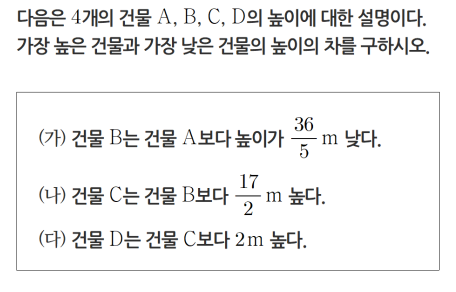 다음은 4개의 건물 A, B, C, D의 높이에 대한 설명이다.
가장 높은 건물과 가장 낮은 건물의 높이의 차를 구하시오.
(가) 건물 B는 건물 A보다 높이가 36/5 m 낮다.
(나) 건물 C는 건물 B보다 17/2 m 높다.
(다) 건물 D는 건물 C보다 2m 높다.